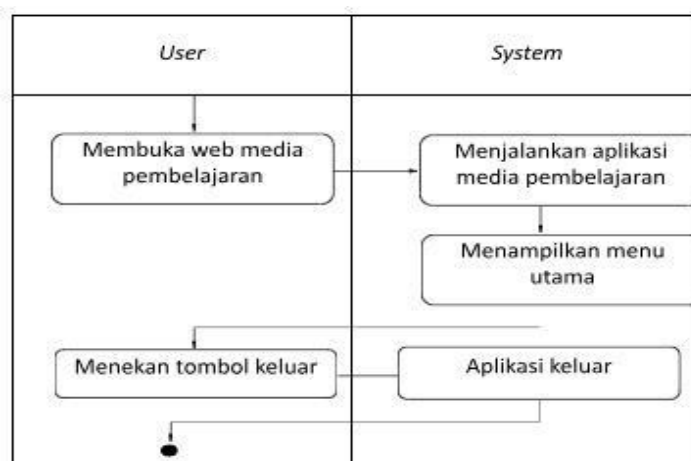 User
System
Membuka web media
pembelajaran
Menjalankan aplikasi
media pembelajaran
Menampilkan menu
utama
Menekan tombol keluar
Aplikasi keluar